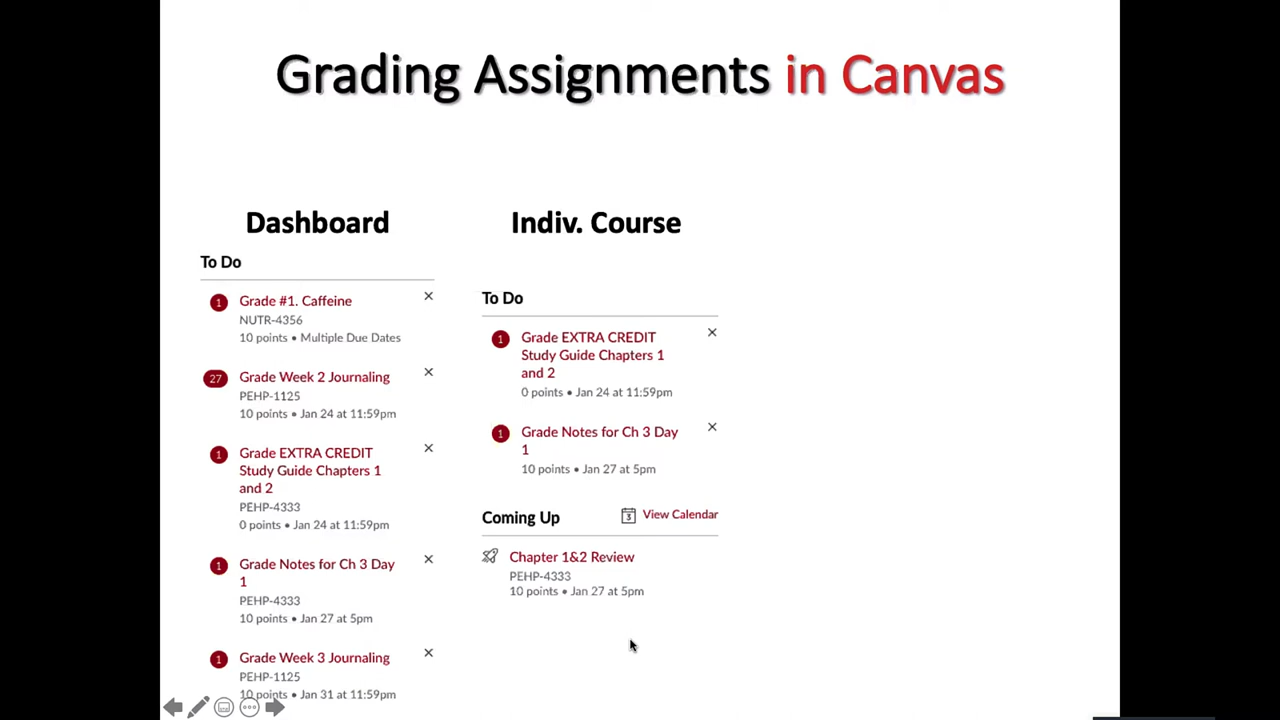 Grading Assignments in Canvas
Dashboard
To Do
1
Grade #1. Caffeine
NUTR-4356
10 points • Multiple Due Dates
27
Grade Week 2 Journaling
PEHP-1125
10 points • Jan 24 at 11:59pm
1
Grade EXTRA CREDIT
Study Guide Chapters 1
and 2
PEHP-4333
0 points • Jan 24 at 11:59pm
1
Grade Notes for Ch 3 Day
1
PEHP-4333
10 points • Jan 27 at 5pm
1
Grade Week 3 Journaling
PEHP-1125
10 points • Jan 31 at 11:59pm
Indiv. Course
To Do
1
Grade EXTRA CREDIT
Study Guide Chapters 1
and 2
0 points • Jan 24 at 11:59pm
1
Grade Notes for Ch 3 Day
1
10 points • Jan 27 at 5pm
Coming Up
3
View Calendar
Chapter 1&2 Review
PEHP-4333
10 points • Jan 27 at 5pm